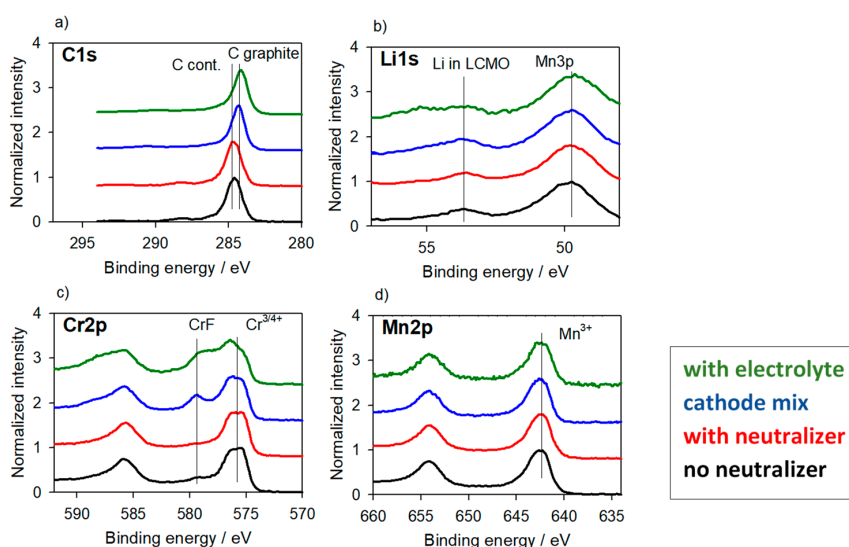 a)
C1s
C cont.
C graphite
Normalized intensity
4
3
2
1
0
295
290
285
280
Binding energy / eV
b)
Li1s
Li in LCMO
Mn3p
Normalized intensity
4
3
2
1
0
55
50
Binding energy / eV
c)
Cr2p
CrF
Cr3/4+
Normalized intensity
4
3
2
1
0
590
585
580
575
570
Binding energy / eV
d)
Mn2p
Mn3+
Normalized intensity
4
3
2
1
0
660
655
650
645
640
635
Binding energy / eV
with electrolyte
cathode mix
with neutralizer
no neutralizer